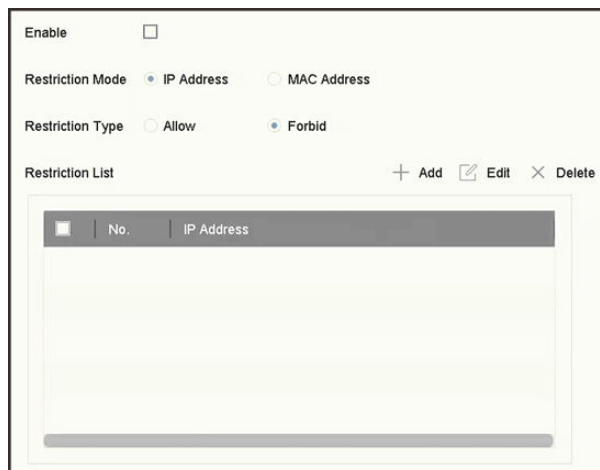 Enable
Restriction Mode IP Address MAC Address
Restriction Type Allow Forbid
Restriction List Add Edit Delete
No. IP Address